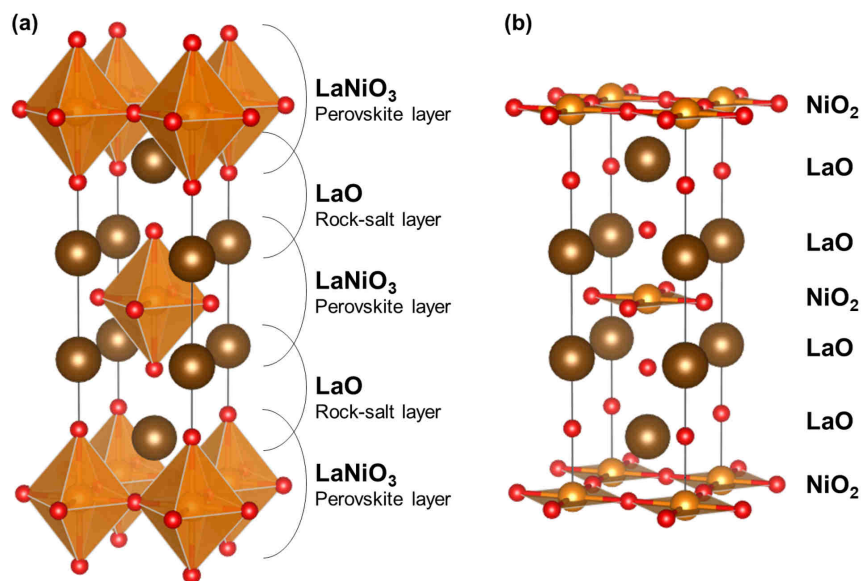 (a)
LaNiO₃
Perovskite layer
LaO
Rock-salt layer
LaNiO₃
Perovskite layer
LaO
Rock-salt layer
LaNiO₃
Perovskite layer
(b)
NiO₂
LaO
LaO
NiO₂
LaO
LaO
NiO₂